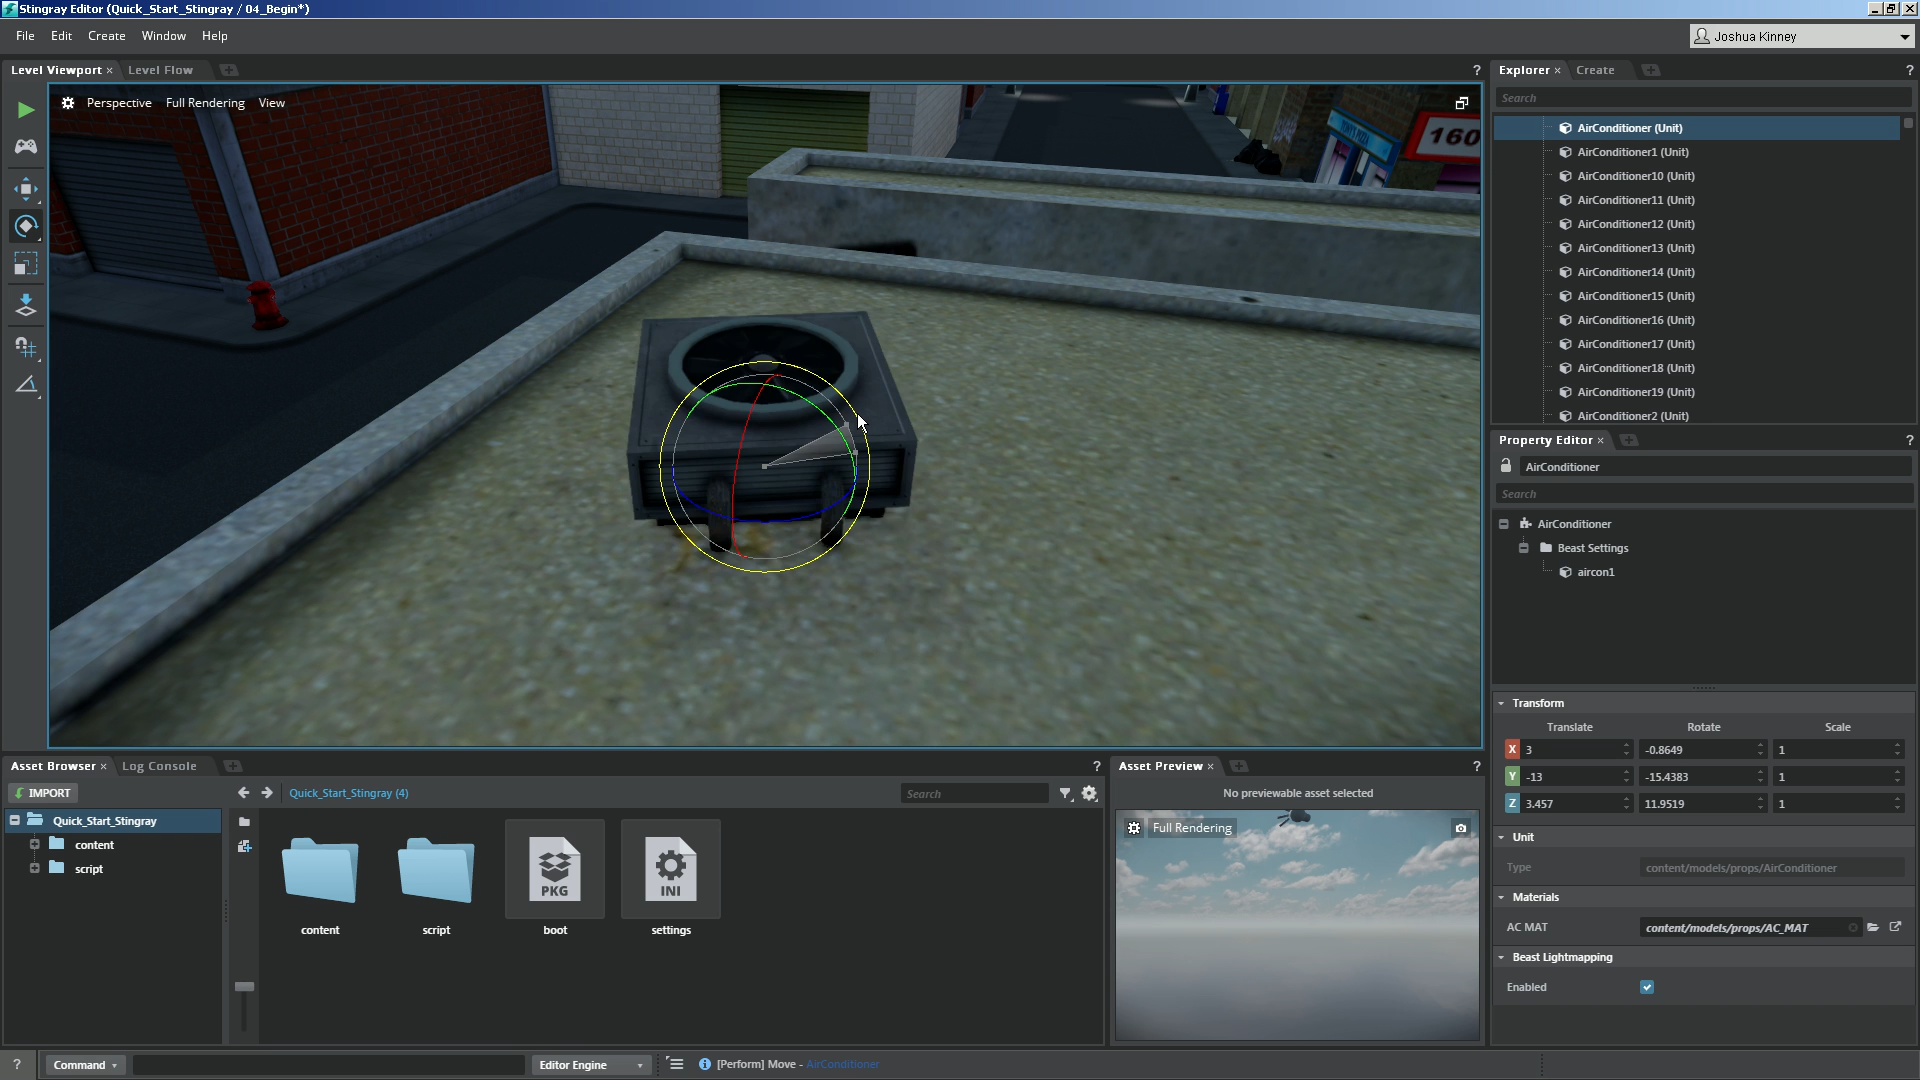 Stingray Editor (Quick_Start_Stingray / 04_Begin*)
File Edit Create Window Help
Joshua Kinney
Level Viewport × Level Flow
?
Explorer × Create
?
Perspective Full Rendering View
Search
160
AirConditioner (Unit)
AirConditioner1 (Unit)
AirConditioner10 (Unit)
AirConditioner11 (Unit)
AirConditioner12 (Unit)
AirConditioner13 (Unit)
AirConditioner14 (Unit)
AirConditioner15 (Unit)
AirConditioner16 (Unit)
AirConditioner17 (Unit)
AirConditioner18 (Unit)
AirConditioner19 (Unit)
AirConditioner2 (Unit)
Property Editor ×
?
AirConditioner
Search
AirConditioner
Beast Settings
aircon1
Transform
Translate Rotate Scale
X 3 -0.8649 1
Y -13 -15.4383 1
Z 3.457 11.9519 1
Unit
Type content/models/props/AirConditioner
Materials
AC MAT content/models/props/AC_MAT
Beast Lightmapping
Enabled
Asset Browser × Log Console
?
IMPORT
Quick_Start_Stingray (4)
Search
Quick_Start_Stingray
content
script
PKG
INI
content
script
boot
settings
Asset Preview ×
?
No previewable asset selected
Full Rendering
?
Command
Editor Engine
[Perform] Move - AirConditioner